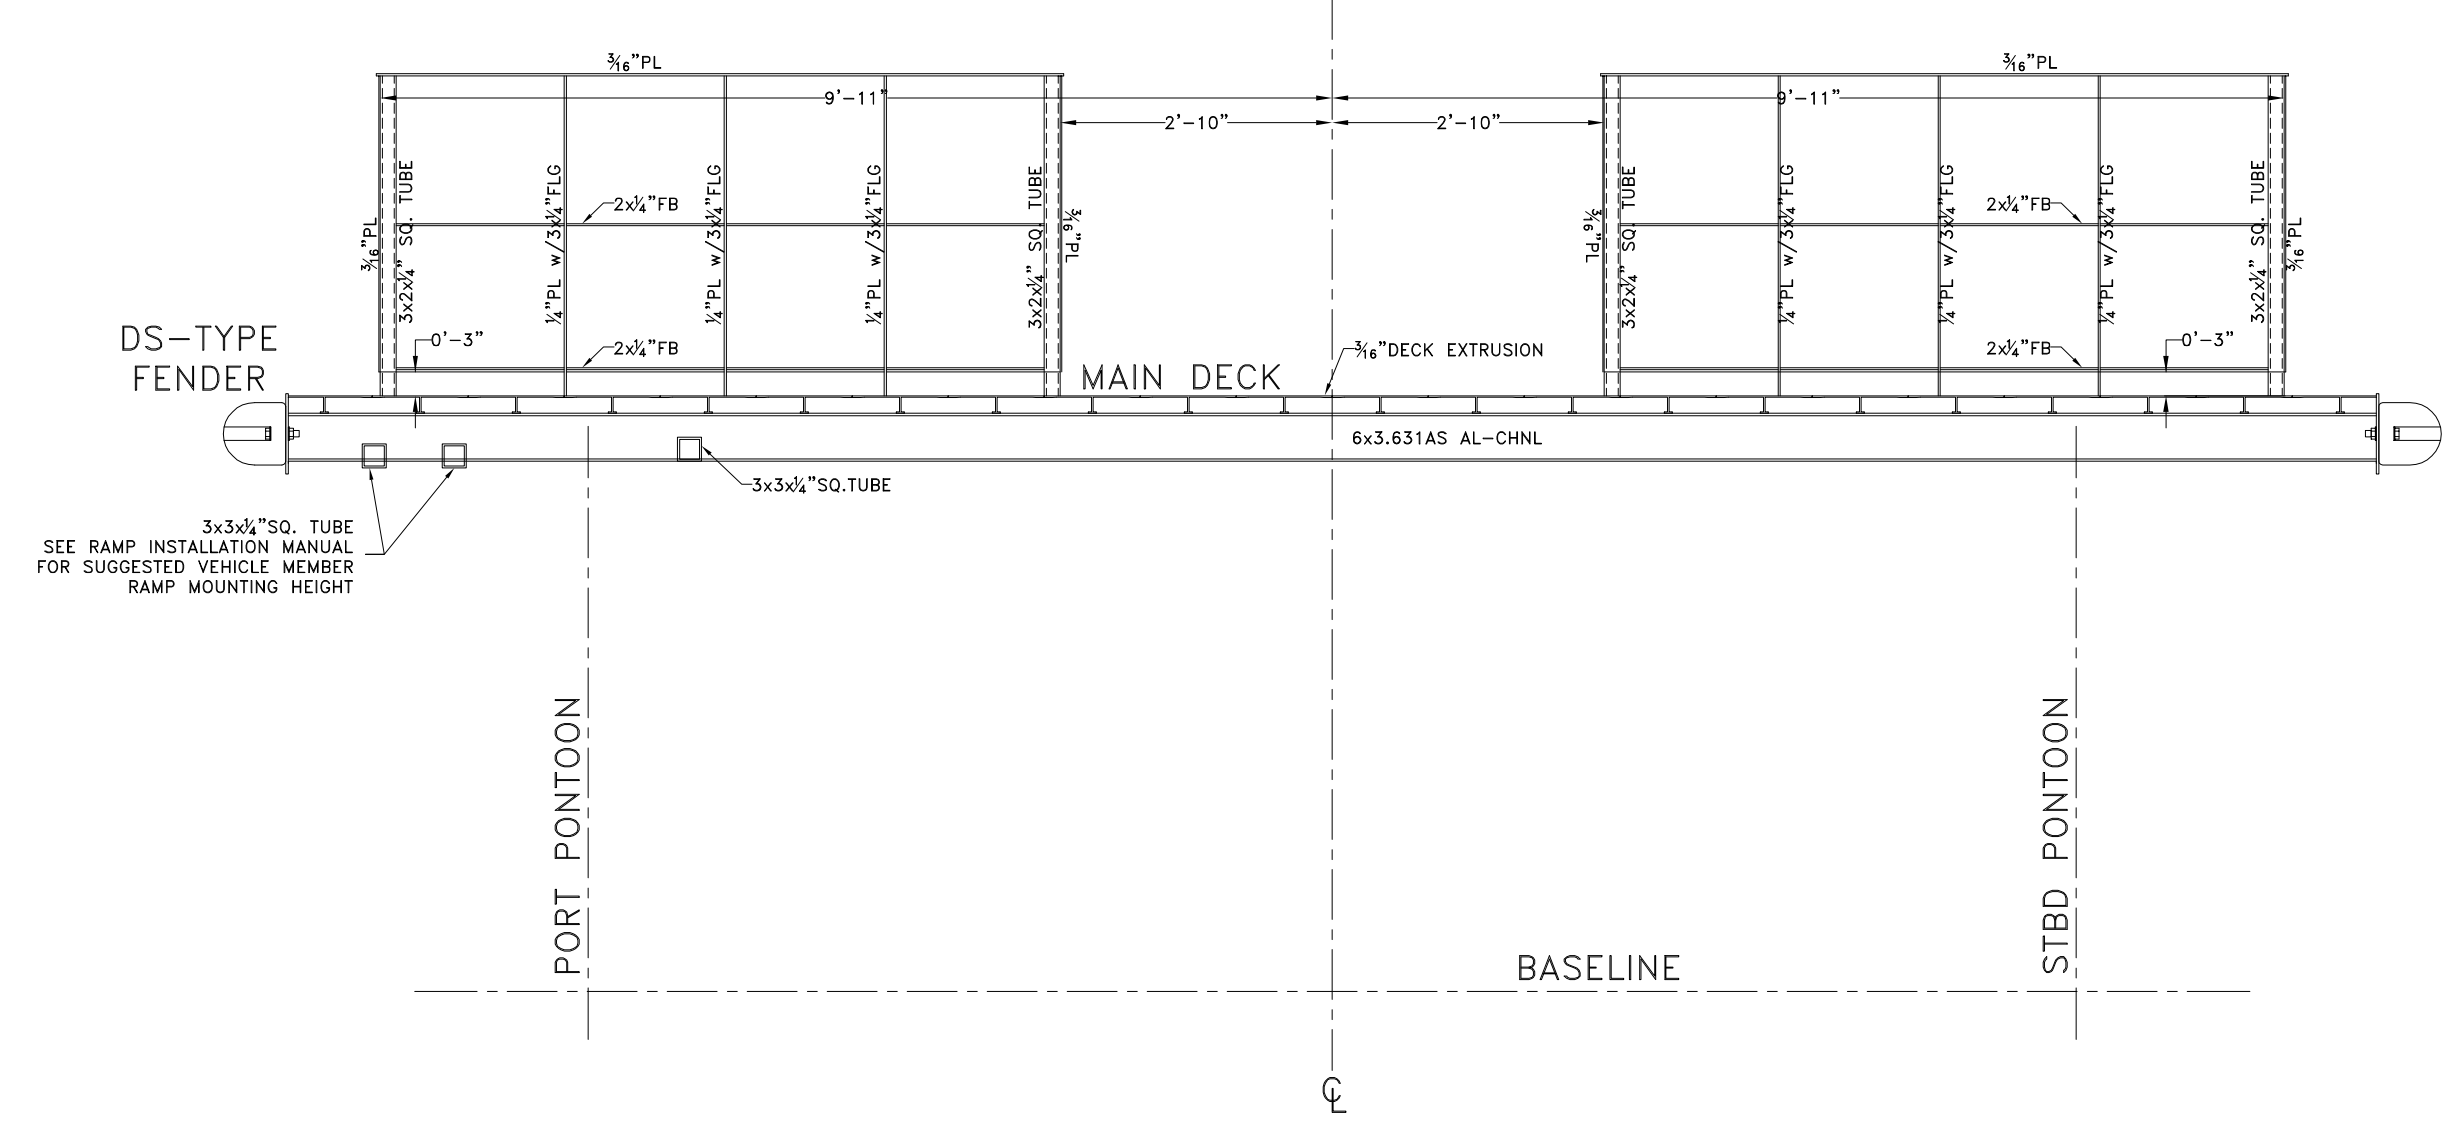 3/16"PL
3/16"PL
9'-11"
9'-11"
2'-10"
2'-10"
3/16"PL
3x2x1/4" SQ. TUBE
1/4"PL w/3x1/4"FLG
2x1/4"FB
1/4"PL w/3x1/4"FLG
1/4"PL w/3x1/4"FLG
3x2x1/4" SQ. TUBE
3/16"PL
3/16"PL
3x2x1/4" SQ. TUBE
1/4"PL w/3x1/4"FLG
1/4"PL w/3x1/4"FLG
2x1/4"FB
1/4"PL w/3x1/4"FLG
3x2x1/4" SQ. TUBE
3/16"PL
DS-TYPE
FENDER
0'-3"
2x1/4"FB
MAIN DECK
3/16"DECK EXTRUSION
2x1/4"FB
0'-3"
6x3.631AS AL-CHNL
3x3x1/4"SQ.TUBE
3x3x1/4"SQ. TUBE
SEE RAMP INSTALLATION MANUAL
FOR SUGGESTED VEHICLE MEMBER
RAMP MOUNTING HEIGHT
PORT PONTOON
STBD PONTOON
BASELINE
CL